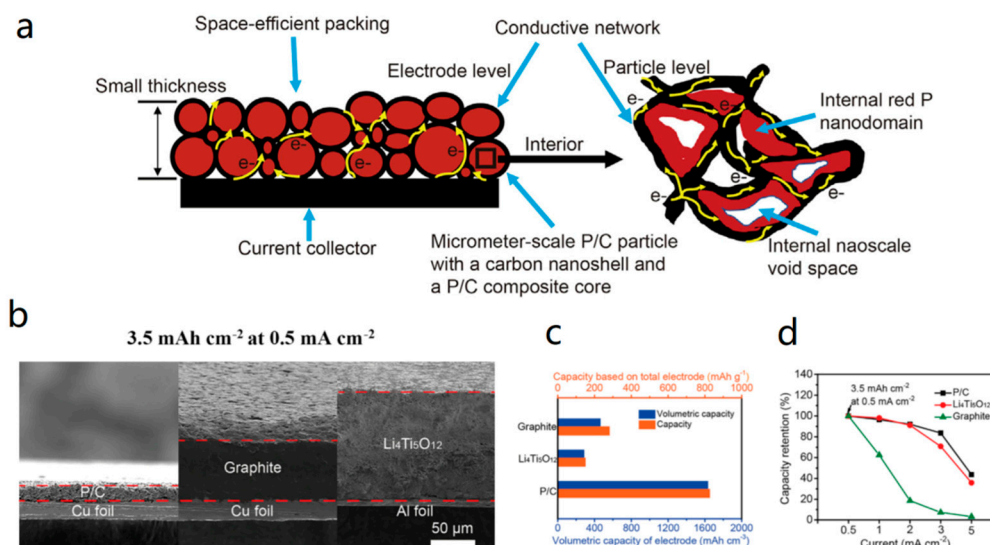 a
Space-efficient packing
Conductive network
Small thickness
Electrode level
Particle level
e-
e-
e-
e-
e-
e-
e-
e-
Internal red P
nanodomain
Interior
Current collector
Micrometer-scale P/C particle
with a carbon nanoshell and
a P/C composite core
Internal naoscale
void space
b
3.5 mAh cm⁻² at 0.5 mA cm⁻²
P/C
Cu foil
Graphite
Cu foil
Li₄Ti₅O₁₂
Al foil
50 μm
c
Capacity based on total electrode (mAh g⁻¹)
0 200 400 600 800 1000
Volumetric capacity
Capacity
Graphite
Li₄Ti₅O₁₂
P/C
0 400 800 1200 1600 2000
Volumetric capacity of electrode (mAh cm⁻³)
d
Capacity retention (%)
140
120
100
80
60
40
20
0
3.5 mAh cm⁻²
at 0.5 mA cm⁻²
P/C
Li₄Ti₅O₁₂
Graphite
0.5 1 2 3 5
Current (mA cm⁻²)